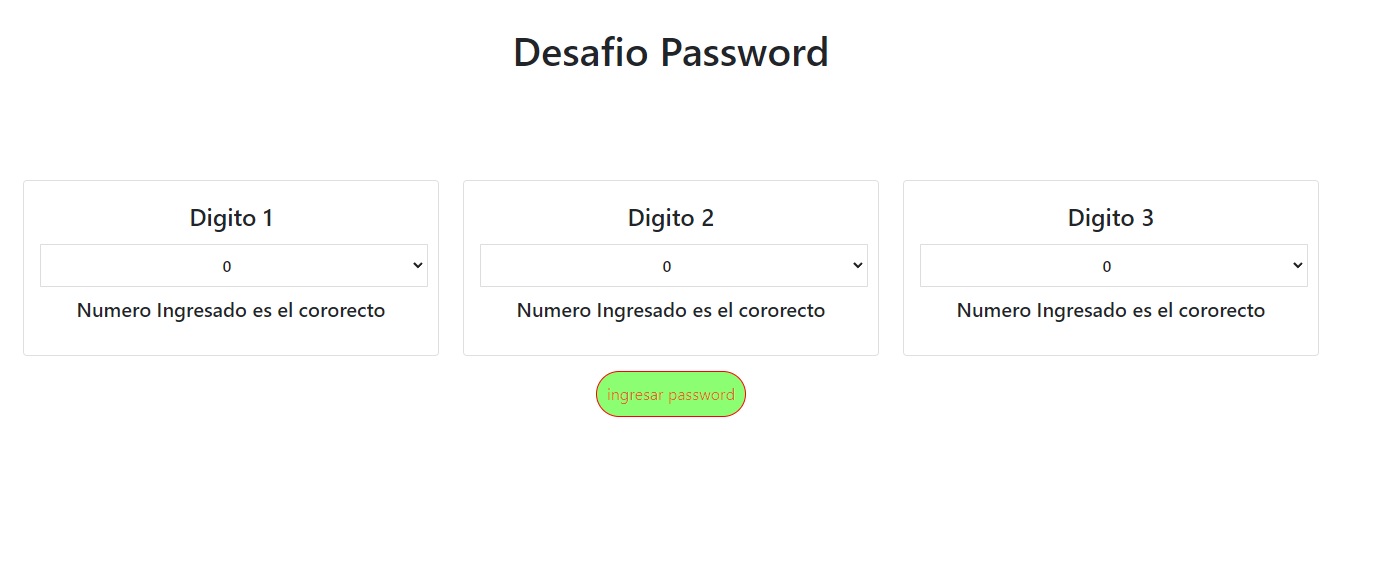 Desafio Password
Digito 1
0
Numero Ingresado es el cororecto
Digito 2
0
Numero Ingresado es el cororecto
Digito 3
0
Numero Ingresado es el cororecto
ingresar password